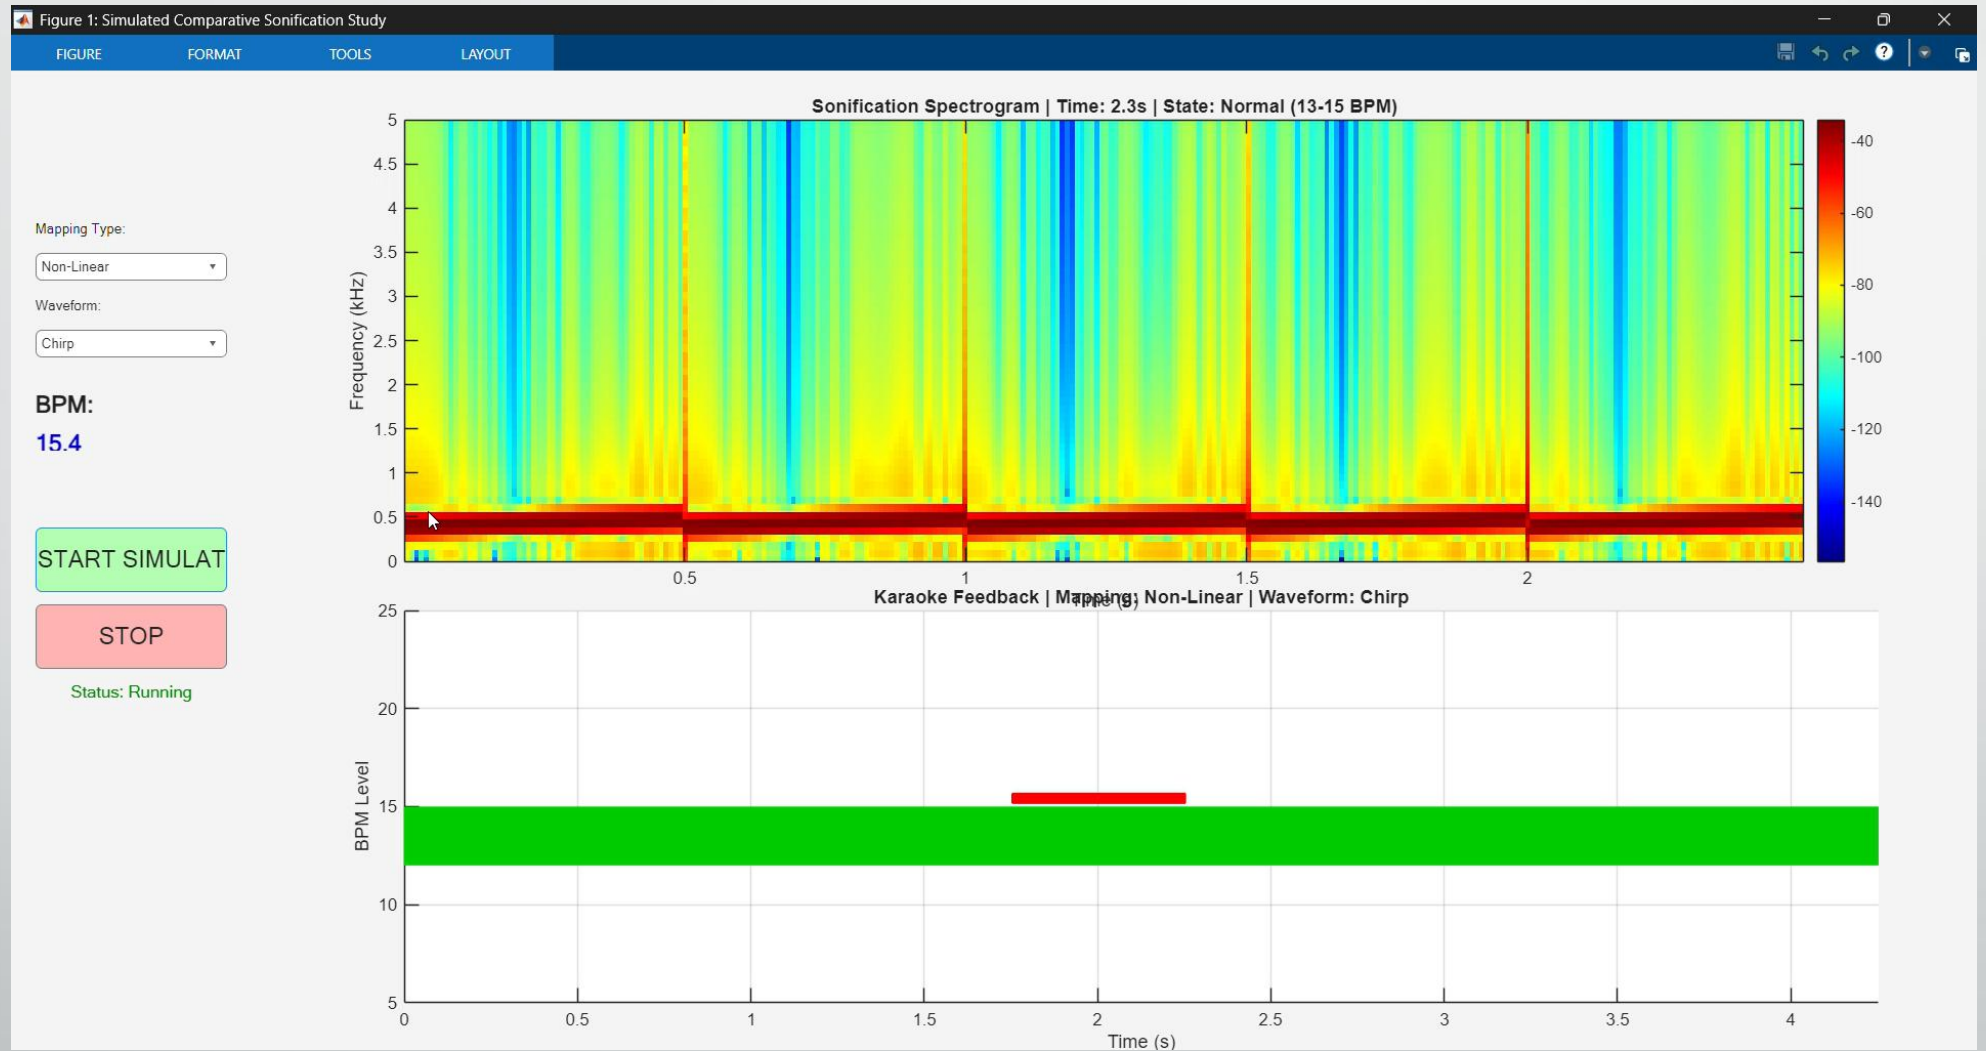 Figure 1: Simulated Comparative Sonification Study
FIGURE FORMAT TOOLS LAYOUT
Mapping Type:
Non-Linear
Waveform:
Chirp
BPM:
15.4
START SIMULAT
STOP
Status: Running
Sonification Spectrogram | Time: 2.3s | State: Normal (13-15 BPM)
Frequency (kHz)
5
4.5
4
3.5
3
2.5
2
1.5
1
0.5
0
0.5 1 1.5 2
Time (s)
-40
-60
-80
-100
-120
-140
Karaoke Feedback | Mapping: Non-Linear | Waveform: Chirp
BPM Level
25
20
15
10
5
0 0.5 1 1.5 2 2.5 3 3.5 4
Time (s)